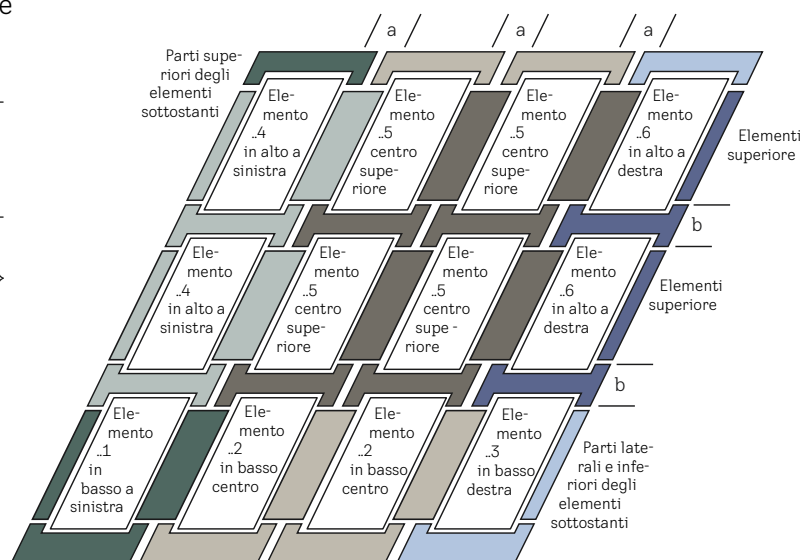 e
a
a
a
Parti supe-
riori degli
elementi
sottostanti
Ele-
mento
..4
in alto a
sinistra
Ele-
mento
..5
centro
supe-
riore
Ele-
mento
..5
centro
supe-
riore
Ele-
mento
..6
in alto a
destra
Elementi
superiore
b
Ele-
mento
..4
in alto a
sinistra
Ele-
mento
..5
centro
supe-
riore
Ele-
mento
..5
centro
supe -
riore
Ele-
mento
..6
in alto a
destra
Elementi
superiore
b
Ele-
mento
..1
in
basso a
sinistra
Ele-
mento
..2
in basso
centro
Ele-
mento
..2
in basso
centro
Ele-
mento
..3
in basso
destra
Parti late-
rali e infe-
riori degli
elementi
sottostanti